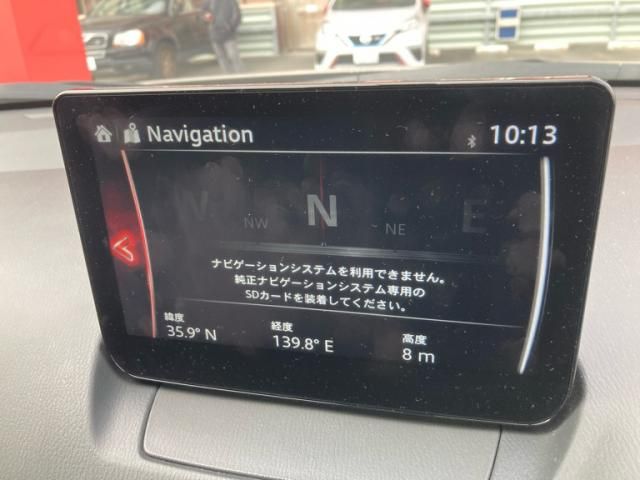 Navigation
10:13
W NW N NE E
ナビゲーションシステムを利用できません。
純正ナビゲーションシステム専用の
SDカードを装着してください。
緯度 経度 高度
35.9° N 139.8° E 8 m